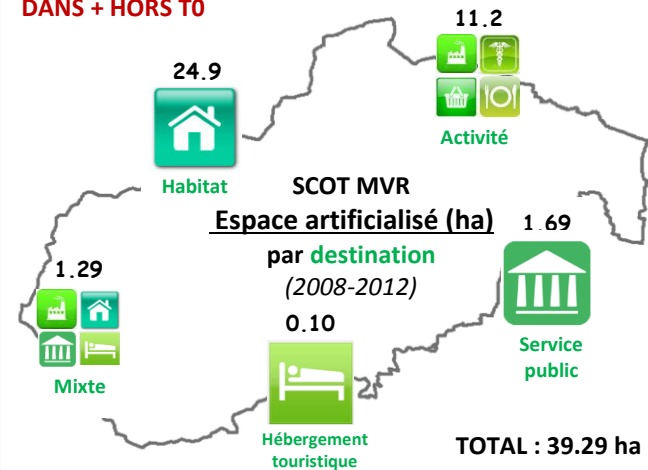 DANS + HORS T0
11.2
24.9
Activité
Habitat
SCOT MVR
Espace artificialisé (ha)
1.69
par destination
1.29
(2008-2012)
0.10
Service
public
Mixte
Hébergement
touristique
TOTAL : 39.29 ha